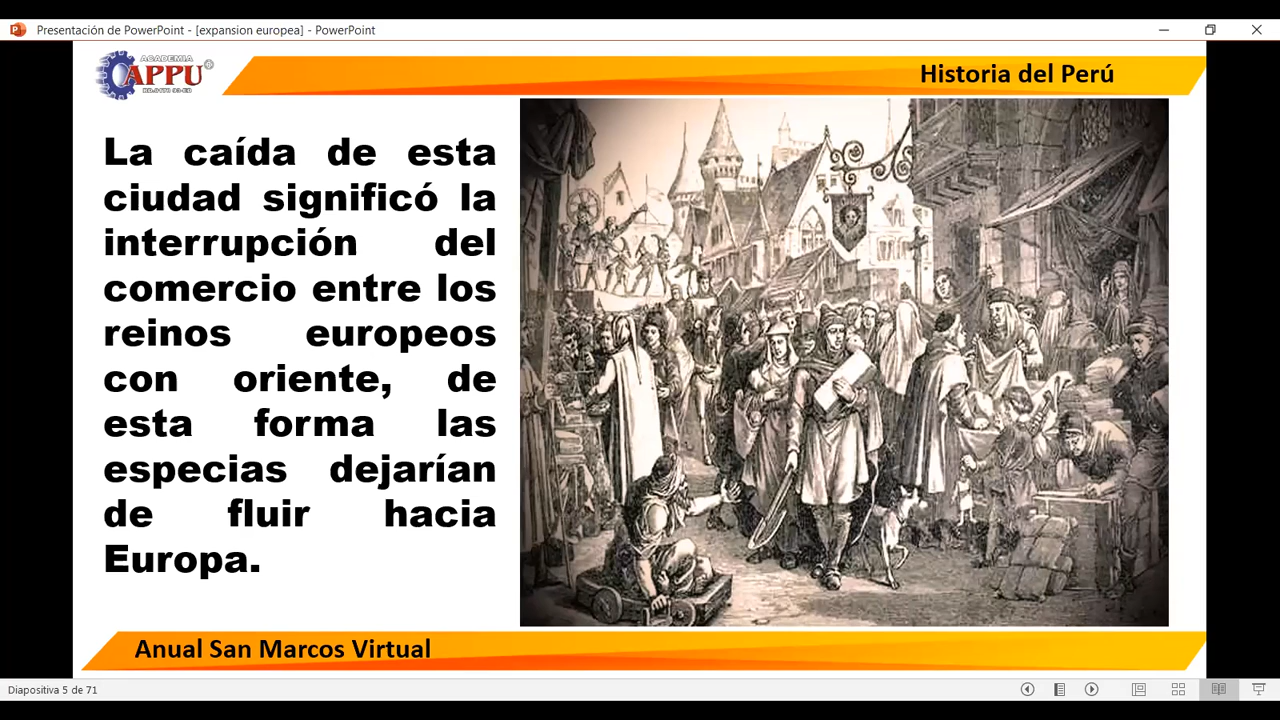 Presentación de PowerPoint - [expansion europea] - PowerPoint
ACADEMIA
APPU
Historia del Perú
La caída de esta
ciudad significó la
interrupción del
comercio entre los
reinos europeos
con oriente, de
esta forma las
especias dejarían
de fluir hacia
Europa.
Anual San Marcos Virtual
Diapositiva 5 de 71